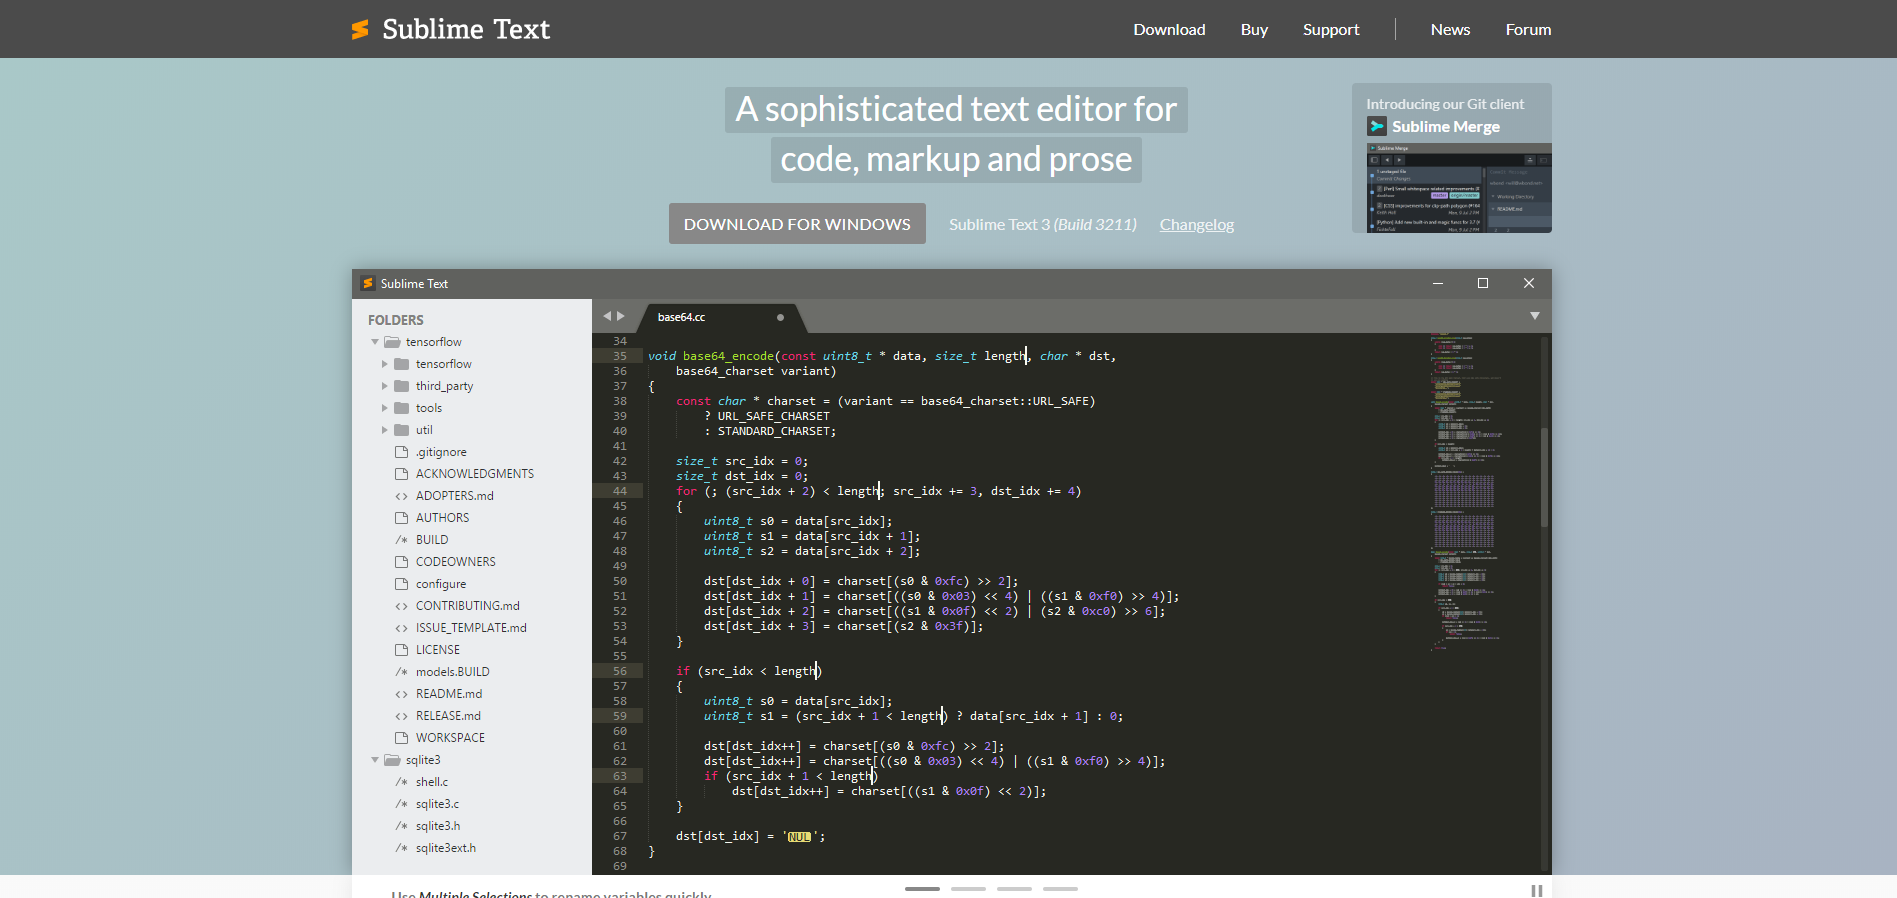 Sublime Text
Download Buy Support News Forum
A sophisticated text editor for
code, markup and prose
Introducing our Git client
Sublime Merge
DOWNLOAD FOR WINDOWS Sublime Text 3 (Build 3211) Changelog
Sublime Text
FOLDERS
tensorflow
tensorflow
third_party
tools
util
.gitignore
ACKNOWLEDGMENTS
<> ADOPTERS.md
AUTHORS
/* BUILD
CODEOWNERS
configure
<> CONTRIBUTING.md
<> ISSUE_TEMPLATE.md
LICENSE
/* models.BUILD
<> README.md
<> RELEASE.md
WORKSPACE
sqlite3
/* shell.c
/* sqlite3.c
/* sqlite3.h
/* sqlite3ext.h
base64.cc
34
35 void base64_encode(const uint8_t * data, size_t length, char * dst,
36 base64_charset variant)
37 {
38 const char * charset = (variant == base64_charset::URL_SAFE)
39 ? URL_SAFE_CHARSET
40 : STANDARD_CHARSET;
41
42 size_t src_idx = 0;
43 size_t dst_idx = 0;
44 for (; (src_idx + 2) < length; src_idx += 3, dst_idx += 4)
45 {
46 uint8_t s0 = data[src_idx];
47 uint8_t s1 = data[src_idx + 1];
48 uint8_t s2 = data[src_idx + 2];
49
50 dst[dst_idx + 0] = charset[(s0 & 0xfc) >> 2];
51 dst[dst_idx + 1] = charset[((s0 & 0x03) << 4) | ((s1 & 0xf0) >> 4)];
52 dst[dst_idx + 2] = charset[((s1 & 0x0f) << 2) | (s2 & 0xc0) >> 6];
53 dst[dst_idx + 3] = charset[(s2 & 0x3f)];
54 }
55
56 if (src_idx < length)
57 {
58 uint8_t s0 = data[src_idx];
59 uint8_t s1 = (src_idx + 1 < length) ? data[src_idx + 1] : 0;
60
61 dst[dst_idx++] = charset[(s0 & 0xfc) >> 2];
62 dst[dst_idx++] = charset[((s0 & 0x03) << 4) | ((s1 & 0xf0) >> 4)];
63 if (src_idx + 1 < length)
64 dst[dst_idx++] = charset[((s1 & 0x0f) << 2)];
65 }
66
67 dst[dst_idx] = 'NUL';
68 }
69
Use Multiple Selections to rename variables quickly